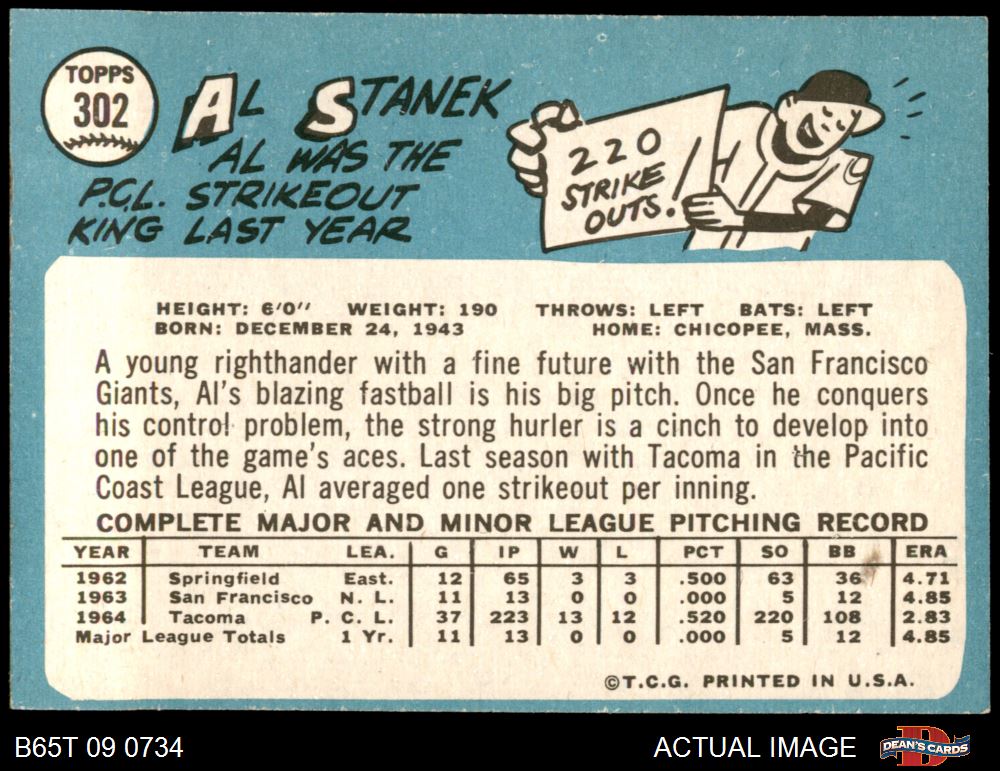 TOPPS
302
AL STANEK
AL WAS THE
P.C.L. STRIKEOUT
KING LAST YEAR
220
STRIKE
OUTS!
HEIGHT: 6'0" WEIGHT: 190 THROWS: LEFT BATS: LEFT
BORN: DECEMBER 24, 1943 HOME: CHICOPEE, MASS.
A young righthander with a fine future with the San Francisco
Giants, Al's blazing fastball is his big pitch. Once he conquers
his control problem, the strong hurler is a cinch to develop into
one of the game's aces. Last season with Tacoma in the Pacific
Coast League, Al averaged one strikeout per inning.
COMPLETE MAJOR AND MINOR LEAGUE PITCHING RECORD
YEAR TEAM LEA. G IP W L PCT SO BB ERA
1962 Springfield East. 12 65 3 3 .500 63 36 4.71
1963 San Francisco N. L. 11 13 0 0 .000 5 12 4.85
1964 Tacoma P. C. L. 37 223 13 12 .520 220 108 2.83
Major League Totals 1 Yr. 11 13 0 0 .000 5 12 4.85
©T.C.G. PRINTED IN U.S.A.
B65T 09 0734 ACTUAL IMAGE DEAN'S CARDS